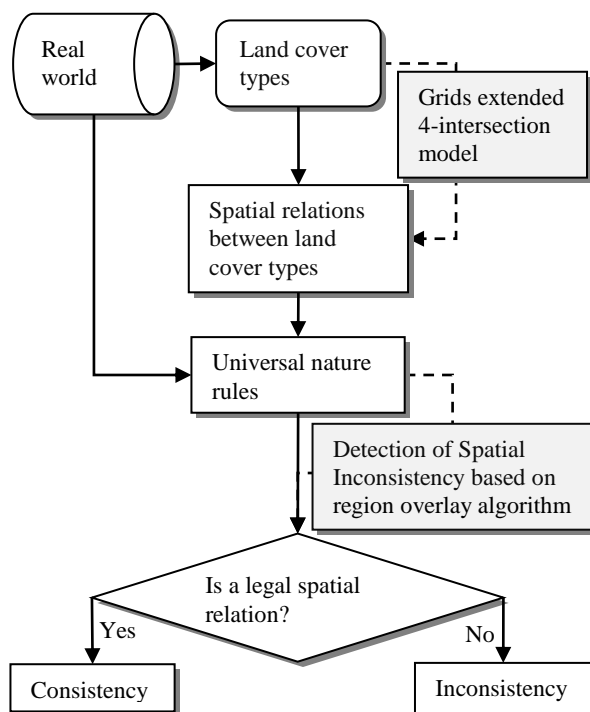 Real
world
Land cover
types
Grids extended
4-intersection
model
Spatial relations
between land
cover types
Universal nature
rules
Detection of Spatial
Inconsistency based on
region overlay algorithm
Is a legal spatial
relation?
Yes
No
Consistency
Inconsistency